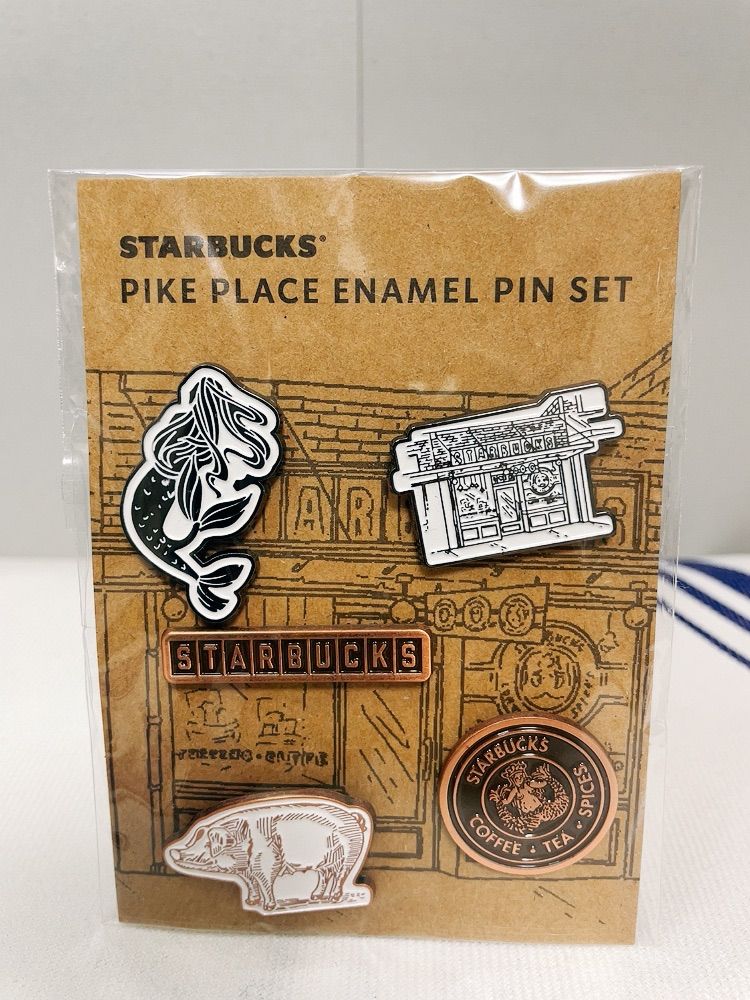 STARBUCKS®
PIKE PLACE ENAMEL PIN SET
STARBUCKS
STARBUCKS
STARBUCKS
COFFEE • TEA • SPICES